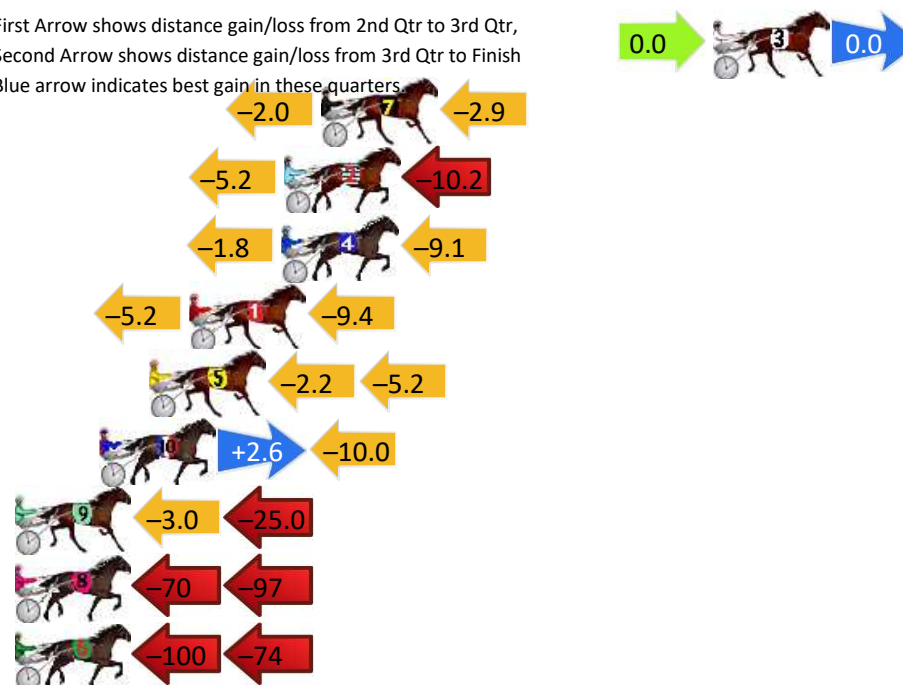 First Arrow shows distance gain/loss from 2nd Qtr to 3rd Qtr,
Second Arrow shows distance gain/loss from 3rd Qtr to Finish
Blue arrow indicates best gain in these quarters.
0.0 3 0.0
–2.0 7 –2.9
–5.2 2 –10.2
–1.8 4 –9.1
–5.2 1 –9.4
5 –2.2 –5.2
10 +2.6 –10.0
9 –3.0 –25.0
8 –70 –97
–100 –74